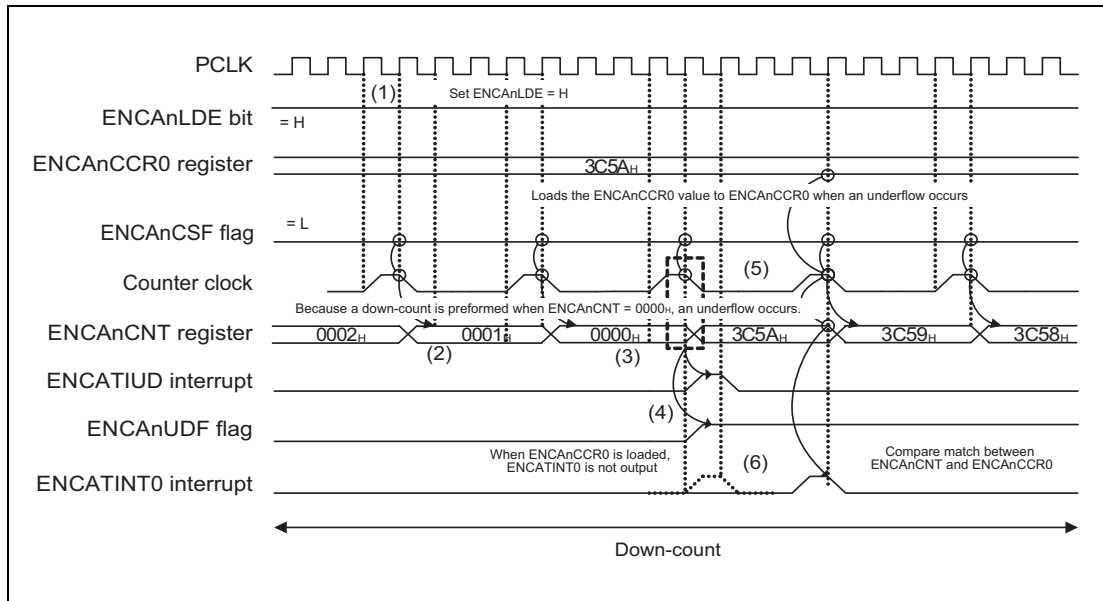 PCLK
(1)
Set ENCAnLDE = H
ENCAnLDE bit
= H
ENCAnCCR0 register
3C5AH
Loads the ENCAnCCR0 value to ENCAnCCR0 when an underflow occurs
ENCAnCSF flag
= L
Counter clock
(5)
Because a down-count is preformed when ENCAnCNT = 0000H, an underflow occurs.
ENCAnCNT register
0002H
(2)
0001H
0000H
(3)
3C5AH
3C59H
3C58H
ENCATIUD interrupt
(4)
ENCAnUDF flag
When ENCAnCCR0 is loaded,
ENCATINT0 is not output
(6)
Compare match between
ENCAnCNT and ENCAnCCR0
ENCATINT0 interrupt
Down-count